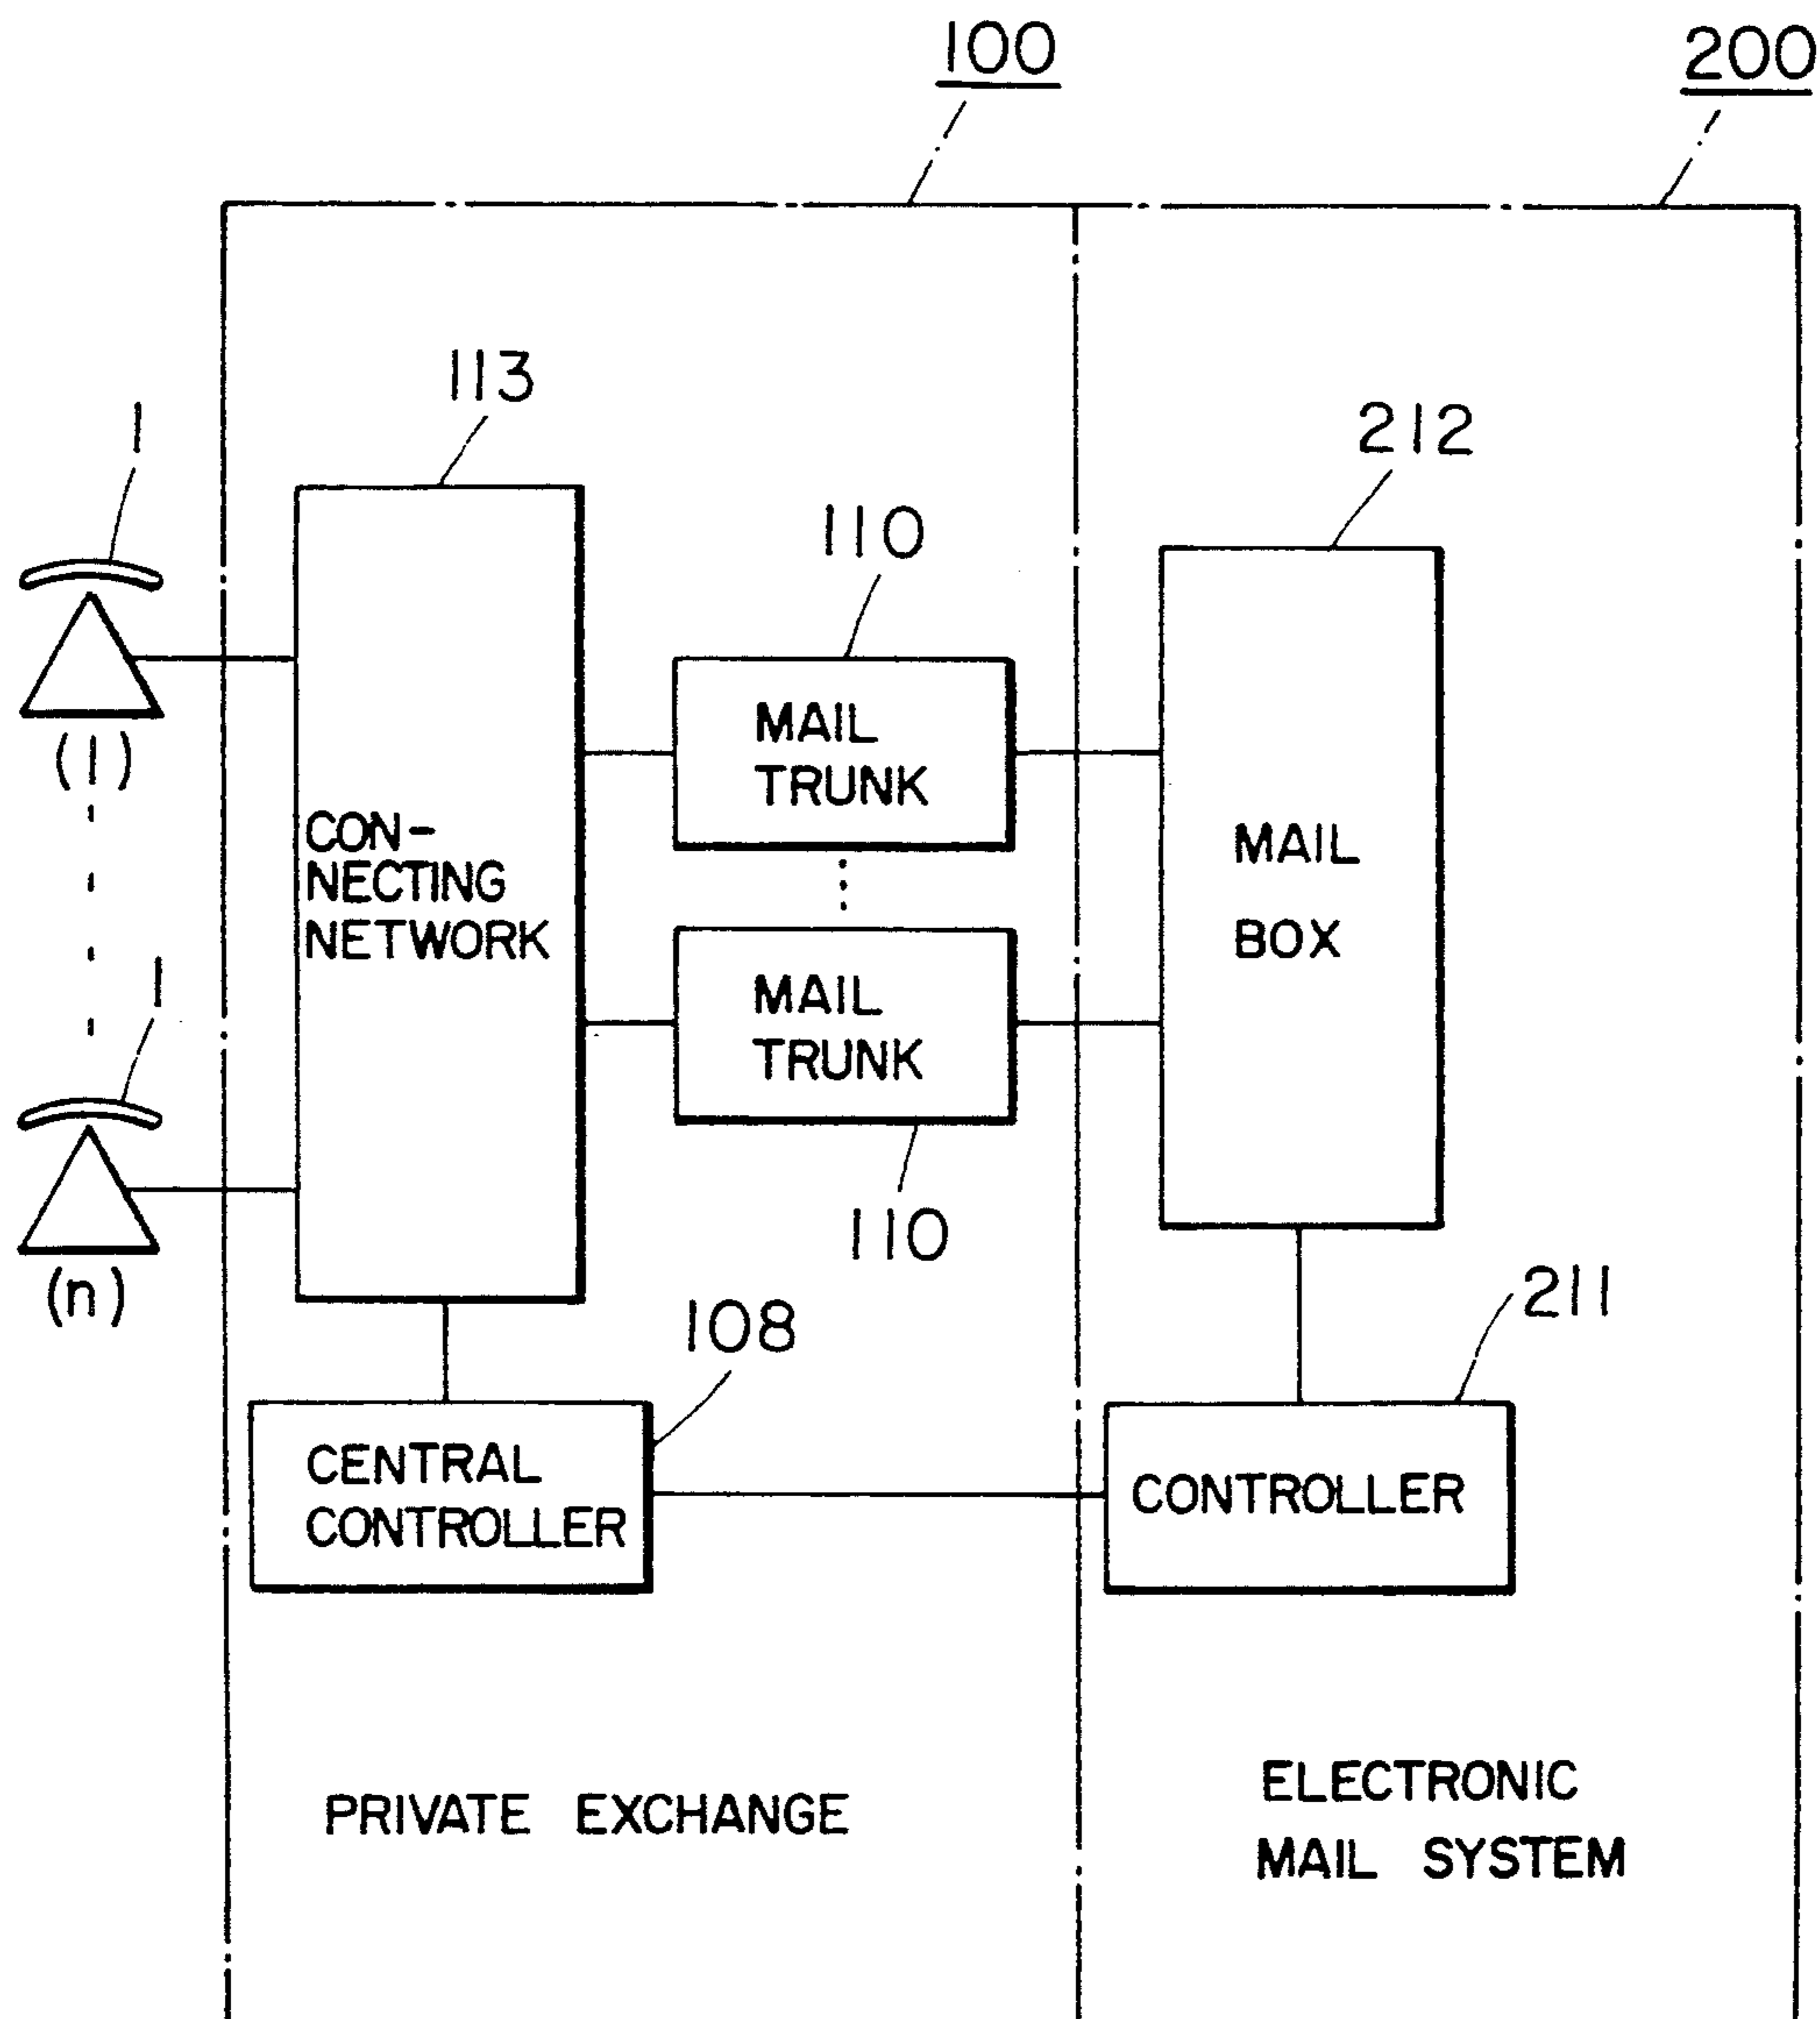 100
200
113
1
212
110
MAIL
TRUNK
(1)
CON-
NECTING
NETWORK
MAIL
BOX
1
MAIL
TRUNK
110
(n)
211
108
CENTRAL
CONTROLLER
CONTROLLER
PRIVATE EXCHANGE
ELECTRONIC
MAIL SYSTEM